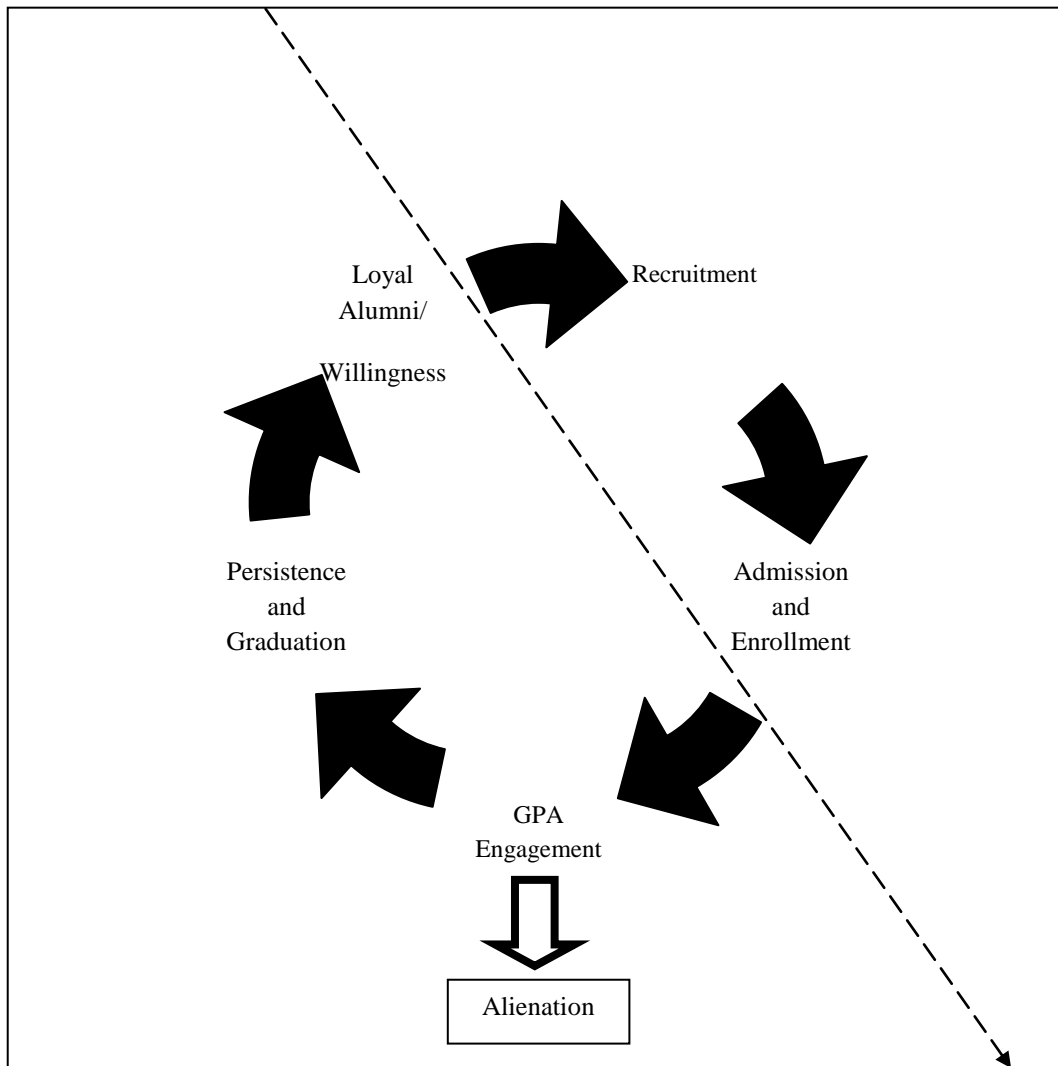 Loyal
Alumni/
Willingness
Recruitment
Persistence
and
Graduation
Admission
and
Enrollment
GPA
Engagement
Alienation